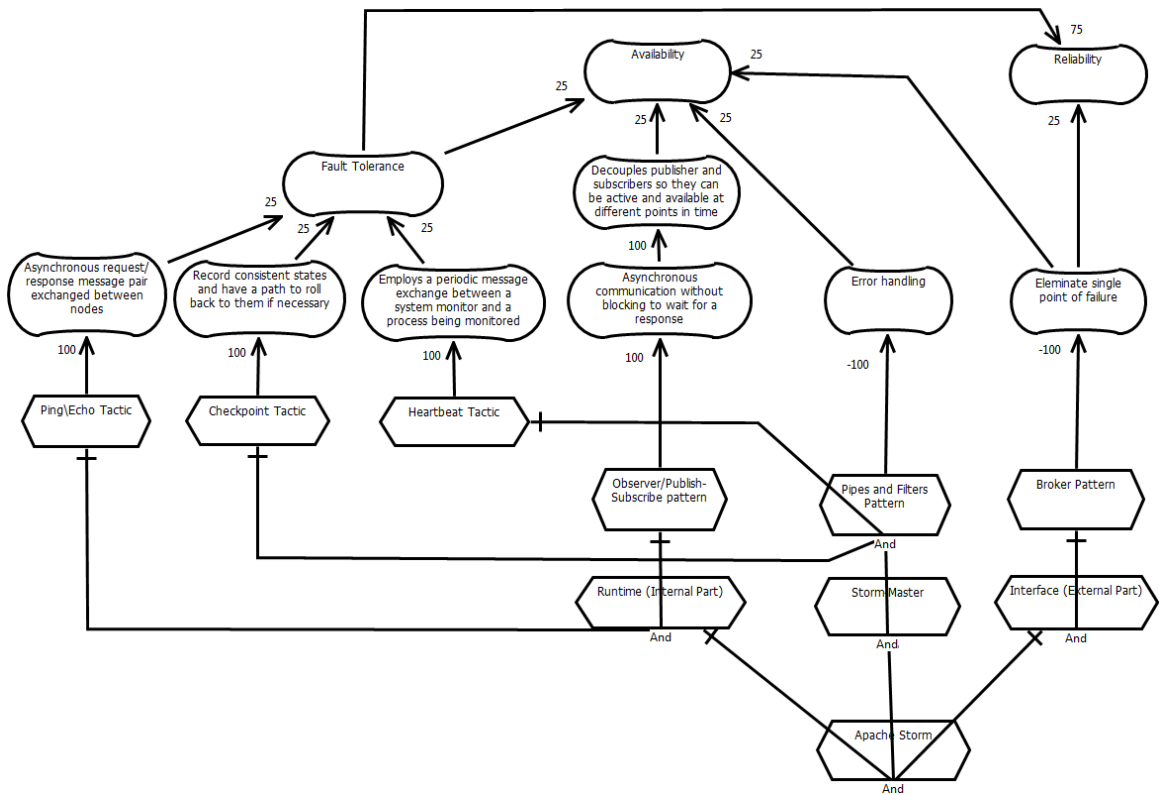 75
Availability
25
Reliability
25
25
25
25
Fault Tolerance
Decouples publisher and
subscribers so they can
be active and available at
different points in time
25
25
25
100
Asynchronous request/
response message pair
exchanged between
nodes
Record consistent states
and have a path to roll
back to them if necessary
Employs a periodic message
exchange between a
system monitor and a
process being monitored
Asynchronous
communication without
blocking to wait for a
response
Error handling
Eleminate single
point of failure
100
100
100
100
-100
-100
Ping\Echo Tactic
Checkpoint Tactic
Heartbeat Tactic
Observer/Publish-
Subscribe pattern
Pipes and Filters
Pattern
Broker Pattern
And
Runtime (Internal Part)
Storm Master
Interface (External Part)
And
And
And
Apache Storm
And